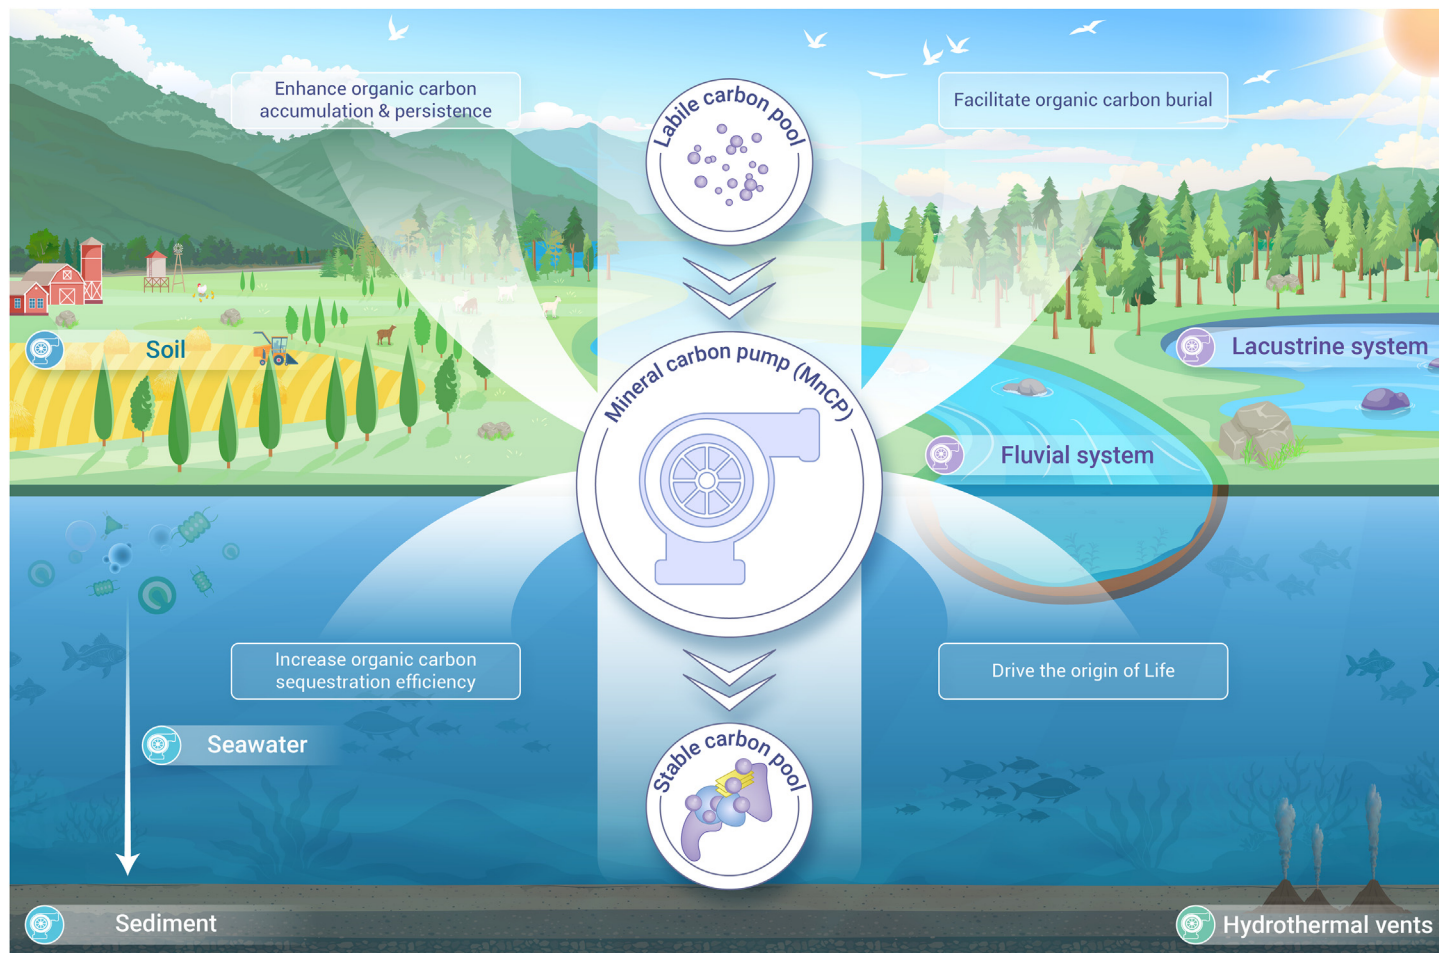 Enhance organic carbon
accumulation & persistence
Labile carbon pool
Facilitate organic carbon burial
Soil
Mineral carbon pump (MnCP)
Lacustrine system
Fluvial system
Increase organic carbon
sequestration efficiency
Drive the origin of Life
Seawater
Stable carbon pool
Sediment
Hydrothermal vents